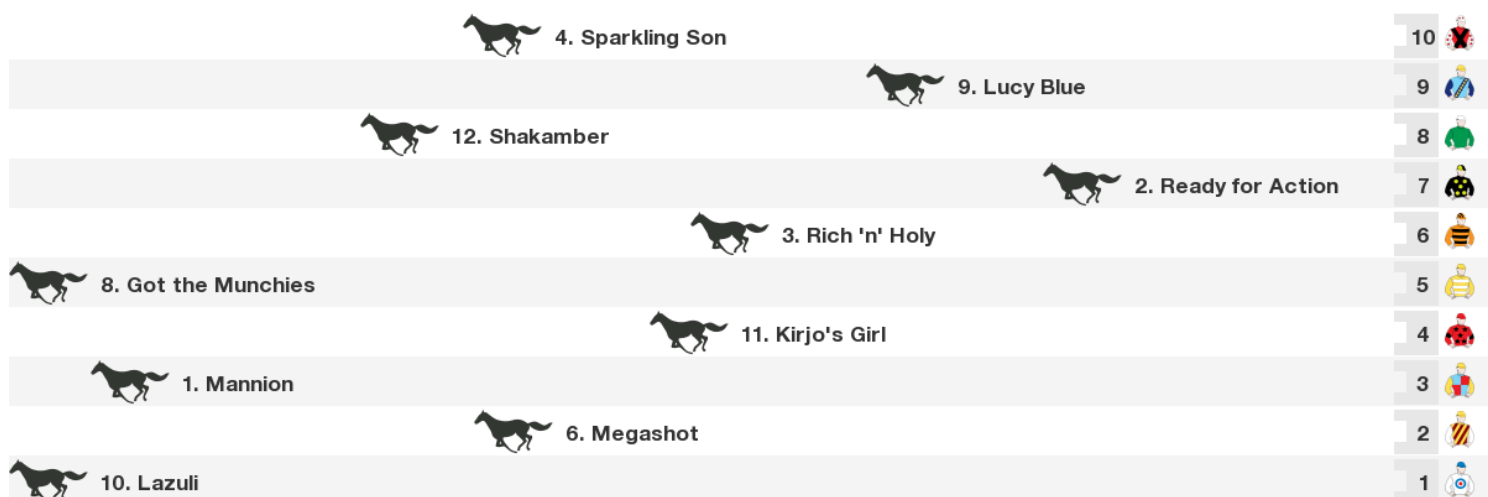 4. Sparkling Son 10
9. Lucy Blue 9
12. Shakamber 8
2. Ready for Action 7
3. Rich 'n' Holy 6
8. Got the Munchies 5
11. Kirjo's Girl 4
1. Mannion 3
6. Megashot 2
10. Lazuli 1